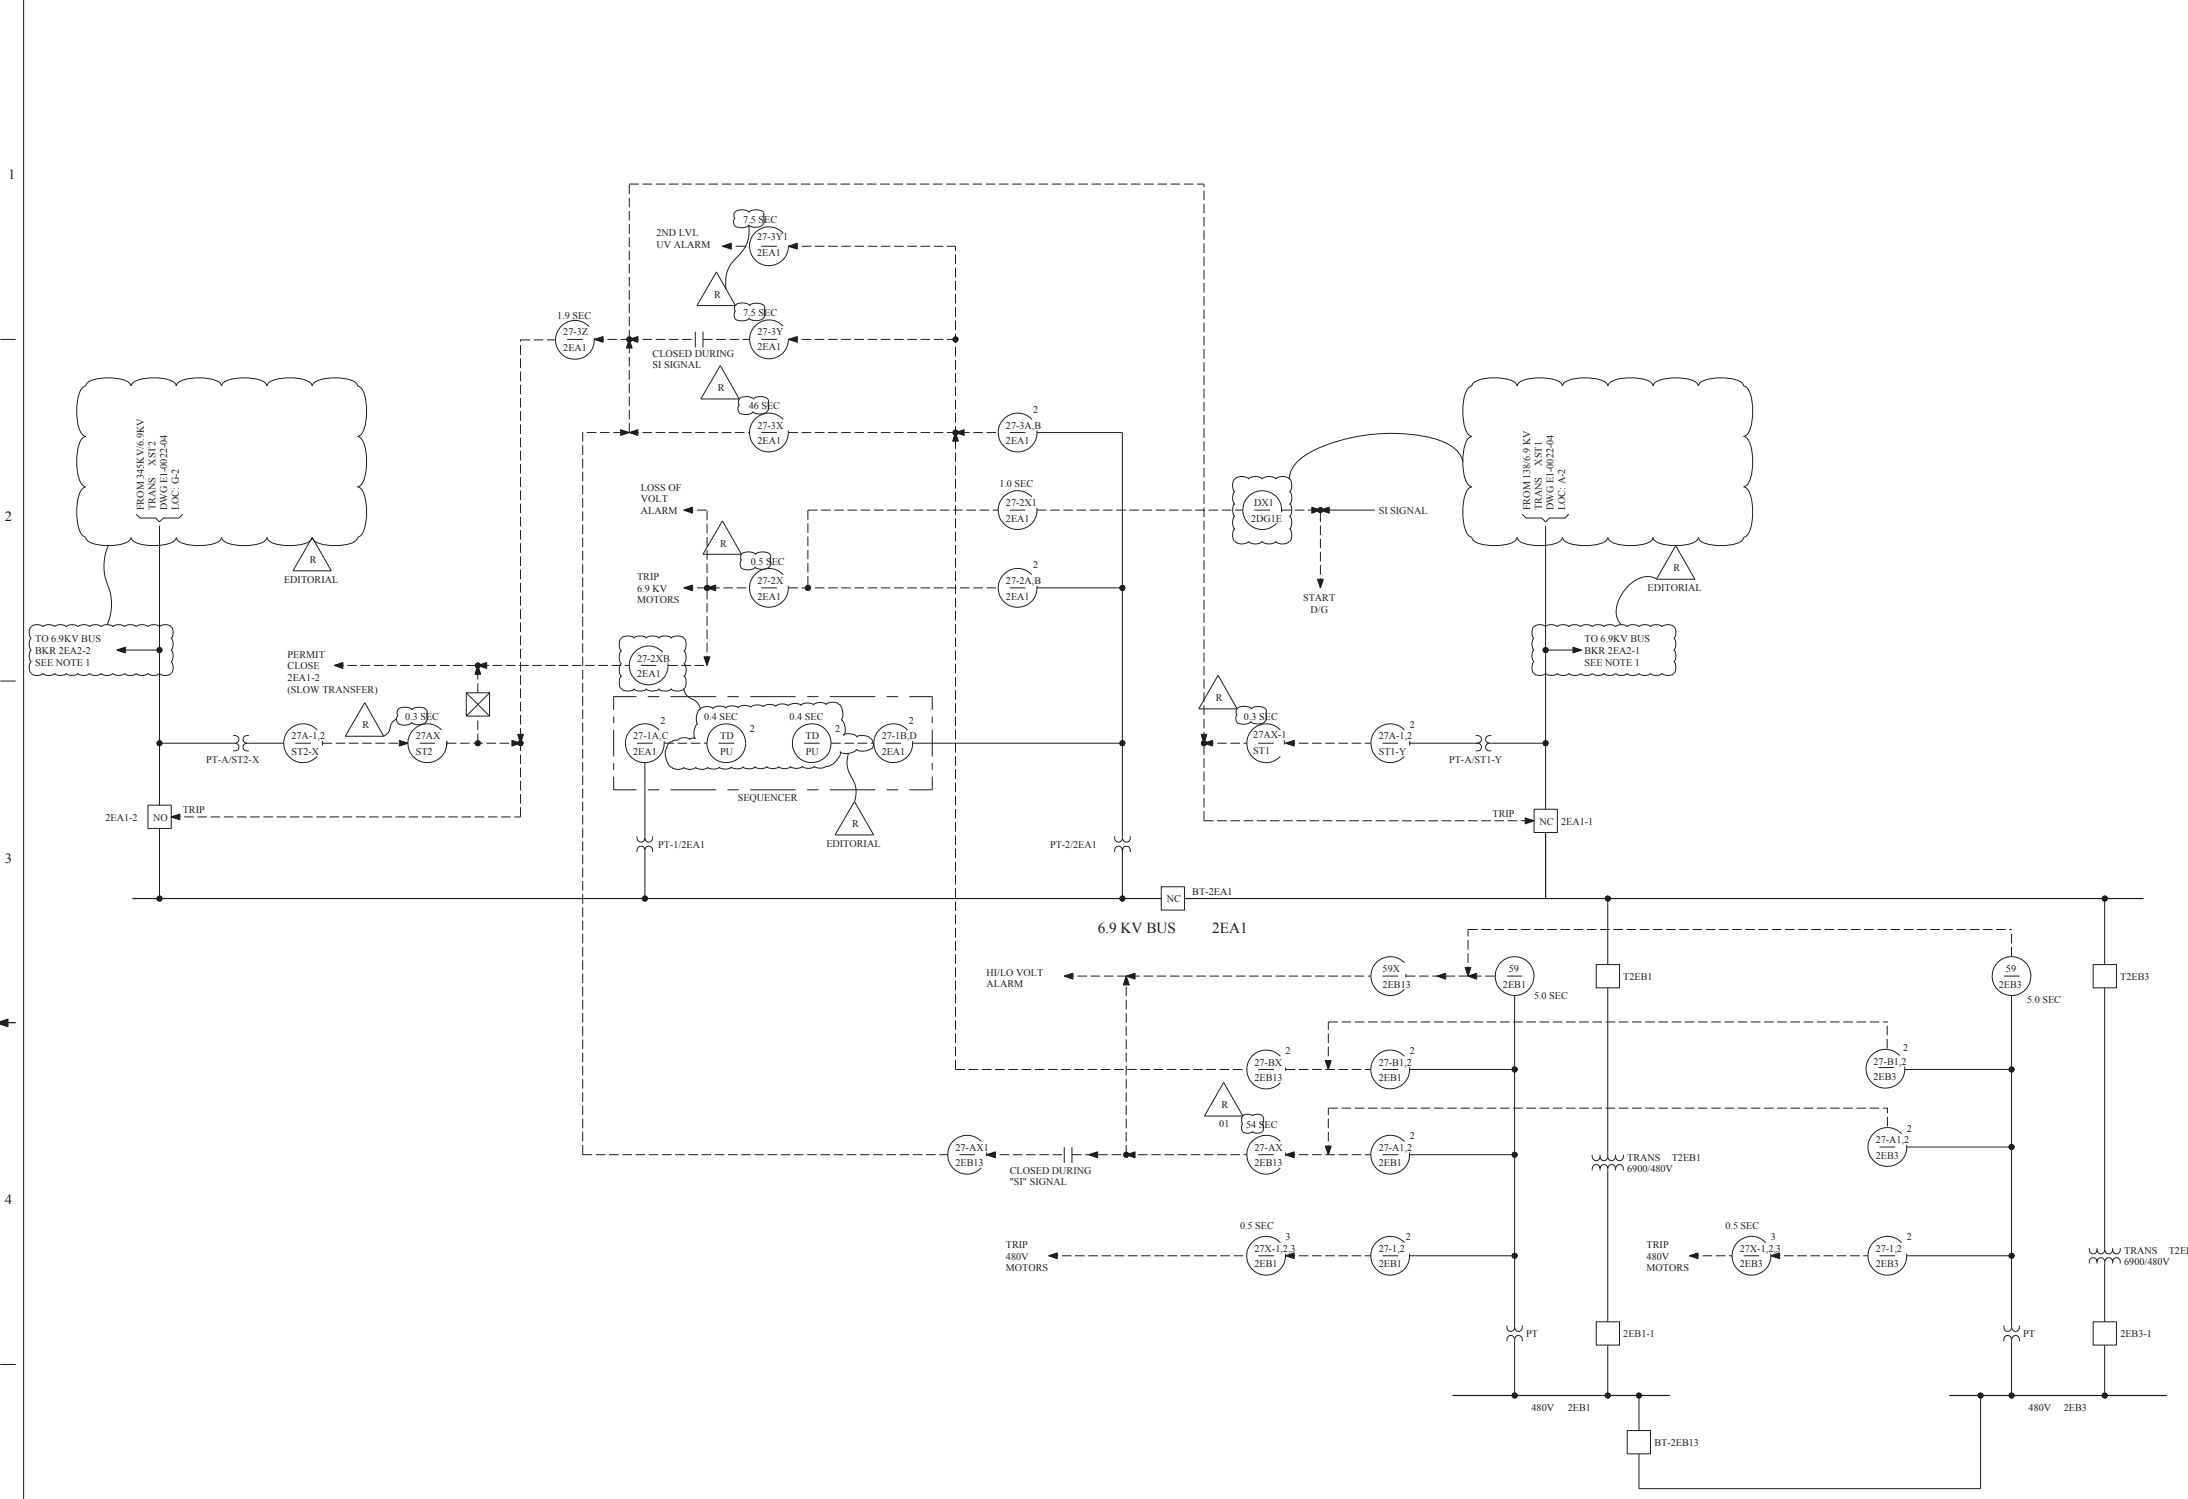 1
2
3
4
7.5 SEC
2ND LVL
UV ALARM
27-3Y1
2EA1
R
7.5 SEC
1.9 SEC
27-3Z
2EA1
27-3Y
2EA1
CLOSED DURING
SI SIGNAL
R
46 SEC
27-3X
2EA1
2
27-3A,B
2EA1
FROM 345KV/6.9KV
TRANS XST2
DWG E1-0022-04
LOC: G-2
R
EDITORIAL
TO 6.9KV BUS
BKR 2EA2-2
SEE NOTE 1
FROM 138/6.9 KV
TRANS XST1
DWG E1-0022-04
LOC: A-2
R
EDITORIAL
TO 6.9KV BUS
BKR 2EA2-1
SEE NOTE 1
LOSS OF
VOLT
ALARM
1.0 SEC
27-2X1
2EA1
DX1
2DG1E
SI SIGNAL
START
D/G
R
0.5 SEC
TRIP
6.9 KV
MOTORS
27-2X
2EA1
2
27-2A,B
2EA1
PERMIT
CLOSE
2EA1-2
(SLOW TRANSFER)
27-2XB
2EA1
27A-1,2
ST2-X
R
0.3 SEC
27AX
ST2
PT-A/ST2-X
2
27-1A,C
2EA1
0.4 SEC
TD
PU
2
0.4 SEC
TD
PU
2
2
27-1B,D
2EA1
SEQUENCER
R
EDITORIAL
R
0.3 SEC
27AX-1
ST1
2
27A-1,2
ST1-Y
PT-A/ST1-Y
2EA1-2
NO
TRIP
TRIP
NC
2EA1-1
PT-1/2EA1
PT-2/2EA1
NC
BT-2EA1
6.9 KV BUS 2EA1
HI/LO VOLT
ALARM
59X
2EB13
59
2EB1
5.0 SEC
T2EB1
59
2EB3
5.0 SEC
T2EB3
2
27-BX
2EB13
2
27-B1,2
2EB1
2
27-B1,2
2EB3
R
01
54 SEC
27-AX1
2EB13
CLOSED DURING
"SI" SIGNAL
27-AX
2EB13
2
27-A1,2
2EB1
TRANS T2EB1
6900/480V
2
27-A1,2
2EB3
TRIP
480V
MOTORS
0.5 SEC
3
27X-1,2,3
2EB1
2
27-1,2
2EB1
TRIP
480V
MOTORS
0.5 SEC
3
27X-1,2,3
2EB3
2
27-1,2
2EB3
TRANS
6900/480V
PT
2EB1-1
PT
2EB3-1
480V 2EB1
480V 2EB3
BT-2EB13